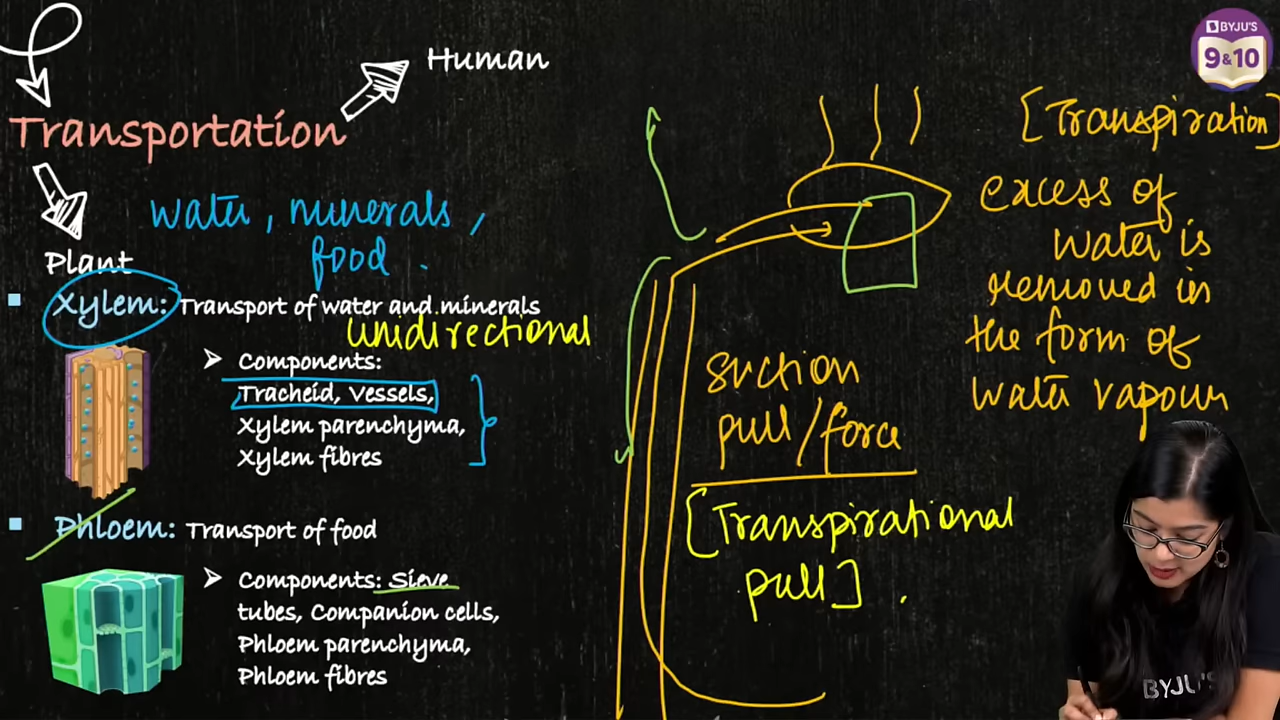 BYJU'S
9&10
Human
Transportation
Plant
water, minerals,
food.
Xylem: Transport of water and minerals
unidirectional
Components:
Tracheid, Vessels,
Xylem parenchyma,
Xylem fibres
Phloem: Transport of food
Components: Sieve
tubes, Companion cells,
Phloem parenchyma,
Phloem fibres
suction
pull/force
[Transpirational
pull].
[Transpiration]
excess of
water is
removed in
the form of
water vapour
BYJU'S